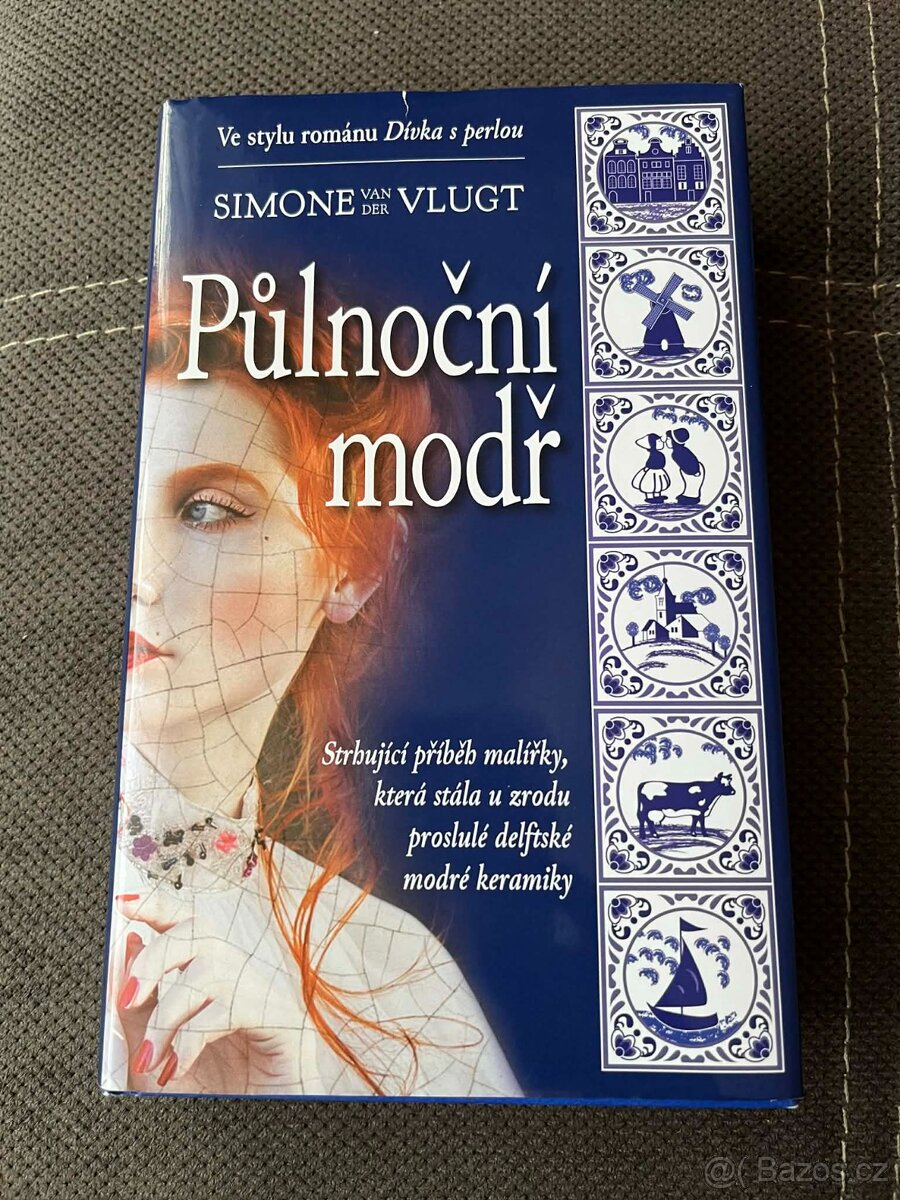 Ve stylu románu Dívka s perlou
SIMONE VAN DER VLUGT
Půlnoční
modř
Strhující příběh malířky,
která stála u zrodu
proslulé delftské
modré keramiky
@( Bazos.cz